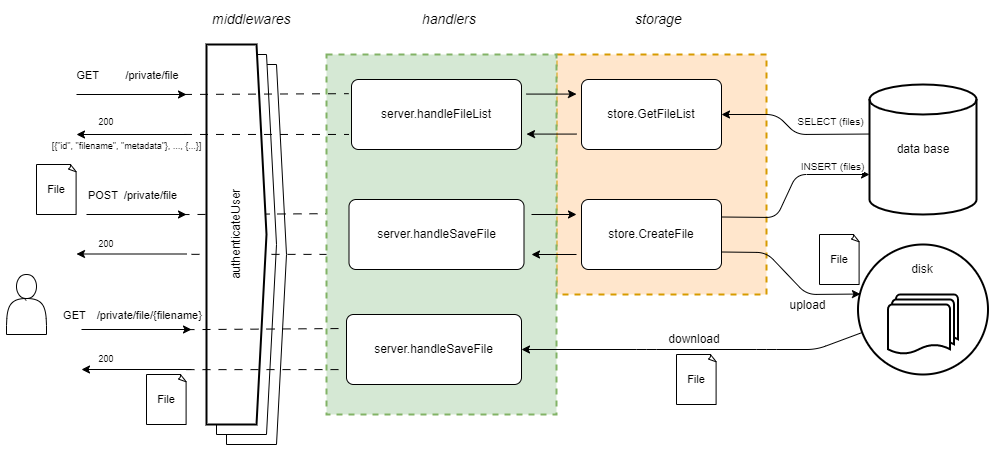 middlewares
handlers
storage
GET /private/file
200
[{"id", "filename", "metadata"}, ..., {...}]
File
POST /private/file
200
GET /private/file/{filename}
200
File
authenticateUser
server.handleFileList
server.handleSaveFile
server.handleSaveFile
store.GetFileList
store.CreateFile
SELECT (files)
INSERT (files)
data base
File
disk
upload
download
File